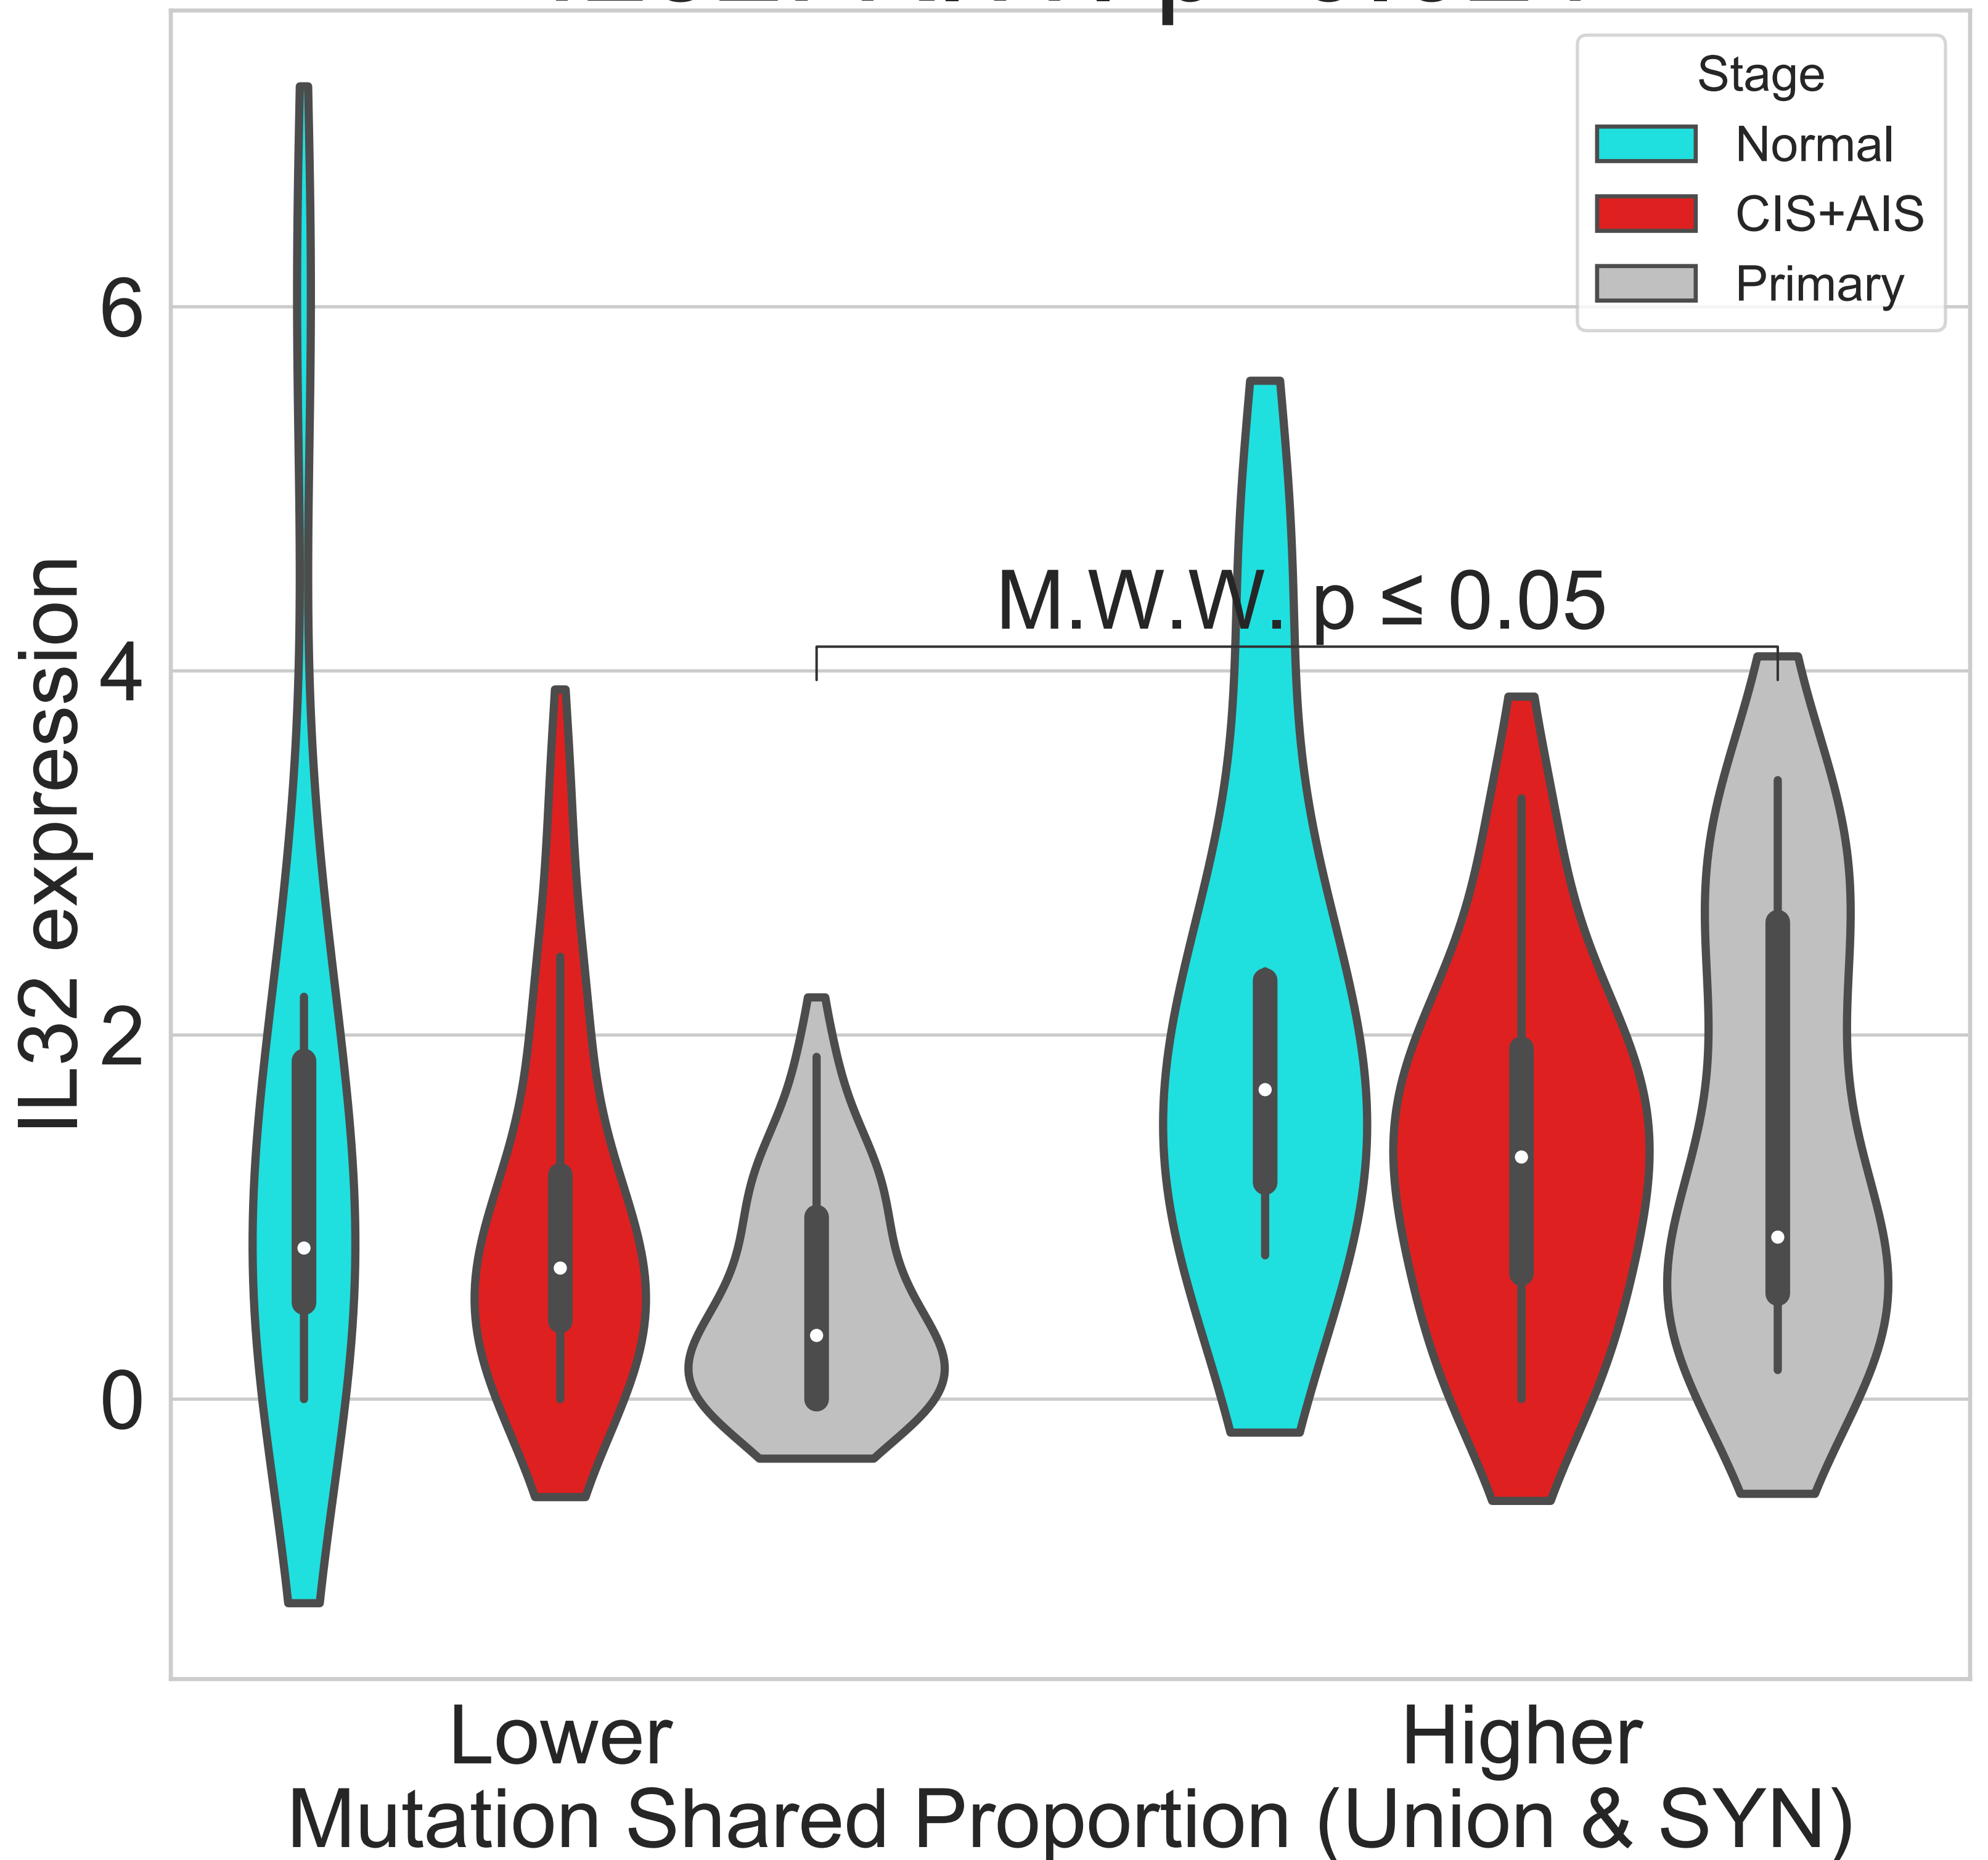 Stage
Normal
CIS+AIS
Primary
6
4
2
0
IL32 expression
M.W.W. p ≤ 0.05
Lower
Higher
Mutation Shared Proportion (Union & SYN)